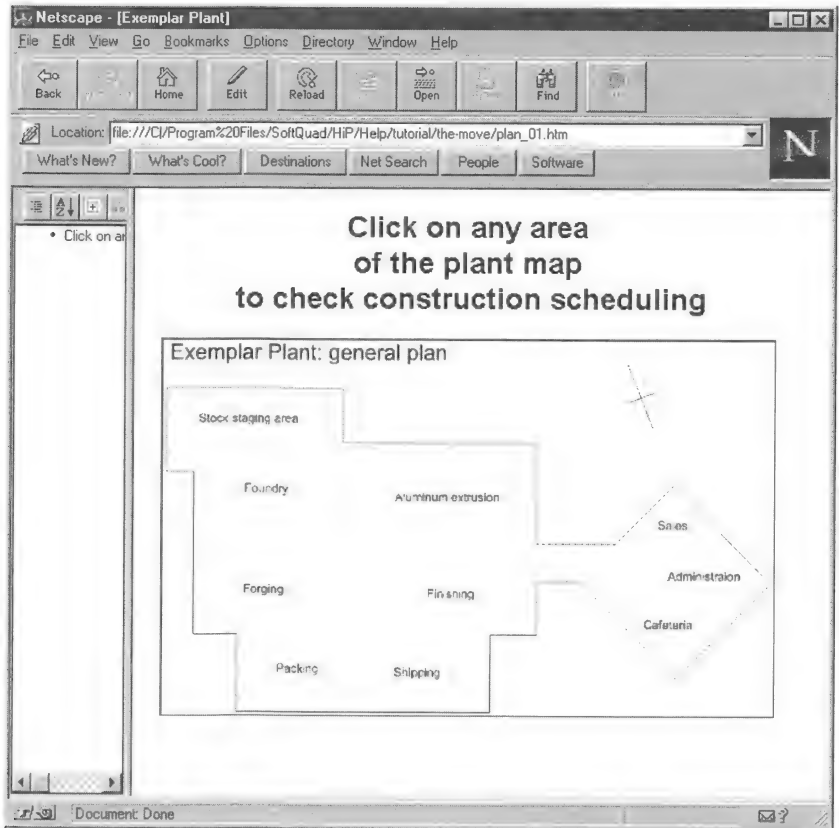 Netscape - [Exemplar Plant]
File Edit View Go Bookmarks Options Directory Window Help
Back Home Edit Reload Open Find
Location: file:///C|/Program%20Files/SoftQuad/HiP/Help/tutorial/the-move/plan_01.htm
N
What's New? What's Cool? Destinations Net Search People Software
• Click on ar
Click on any area
of the plant map
to check construction scheduling
Exemplar Plant: general plan
Stock staging area
Foundry
Aluminum extrusion
Sales
Administraion
Forging
Finishing
Cafeteria
Packing
Shipping
Document: Done